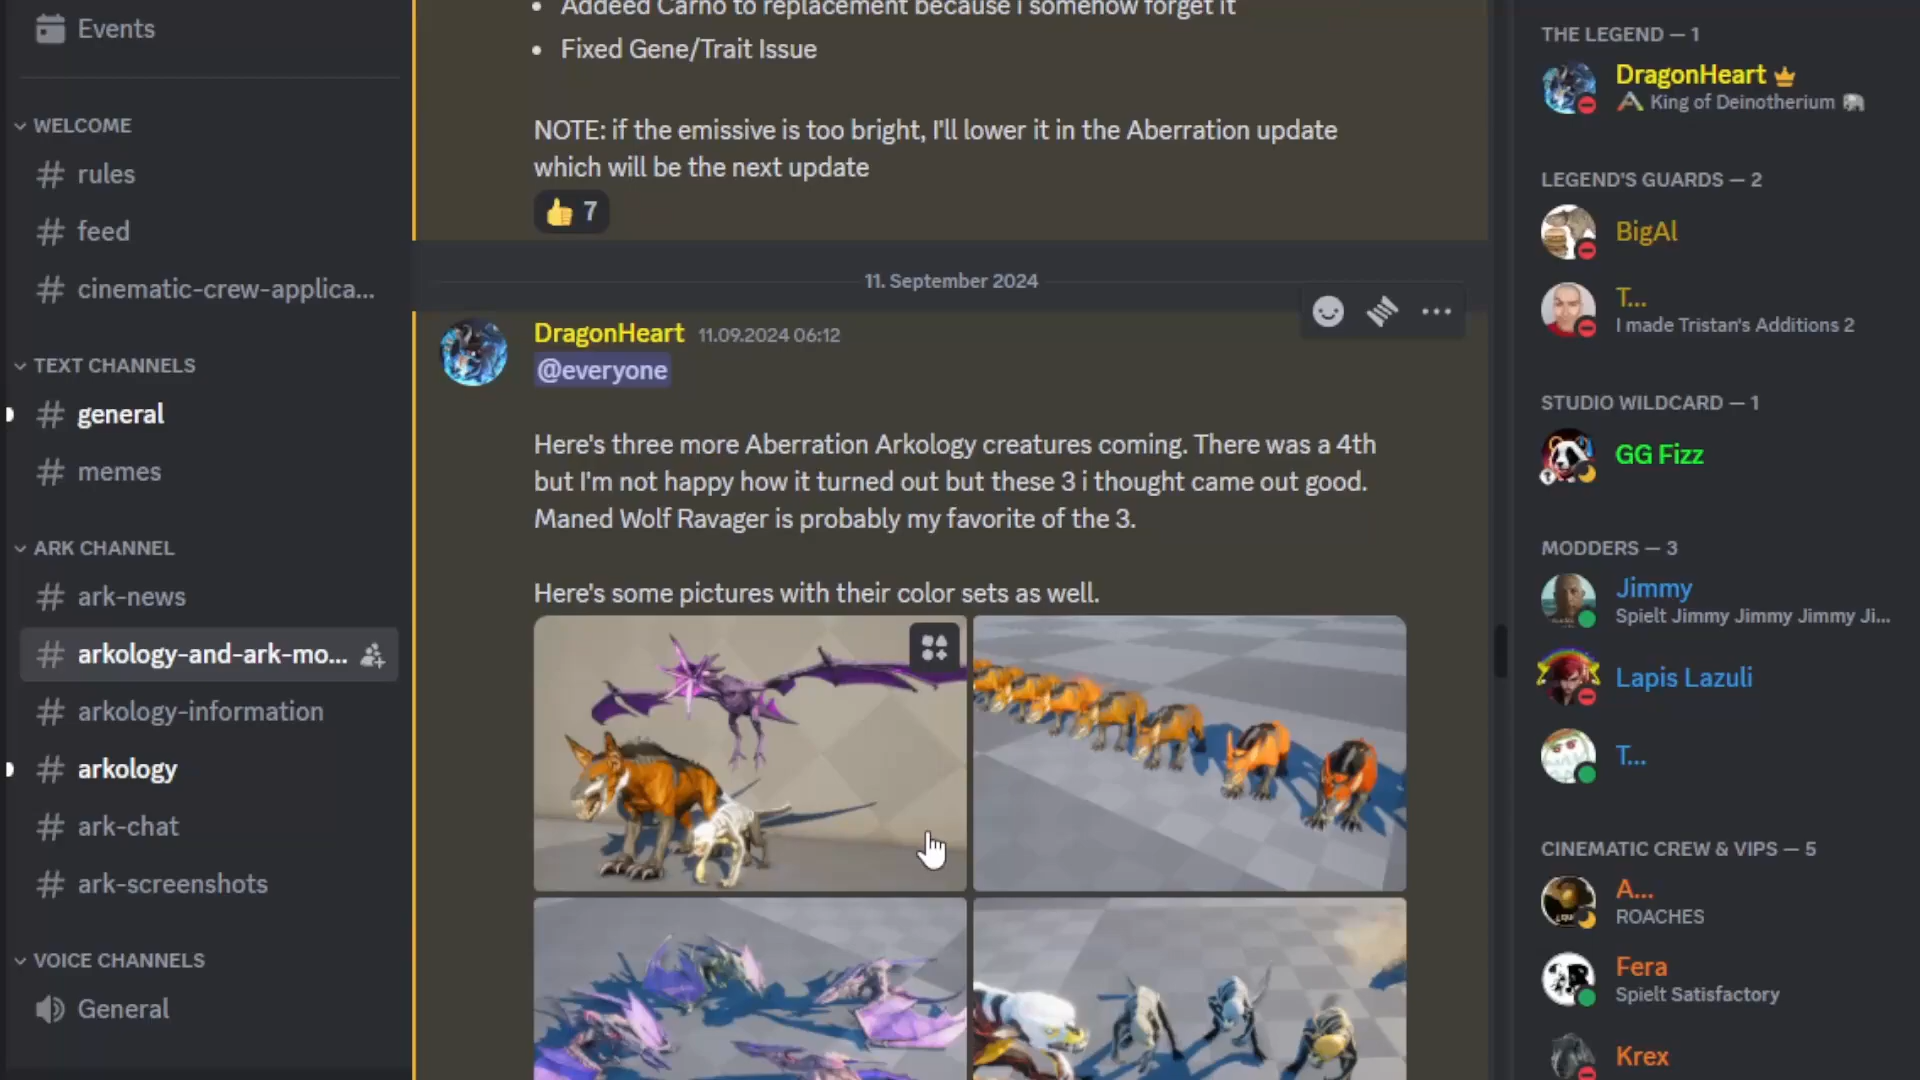 Events
WELCOME
rules
feed
cinematic-crew-applica...
TEXT CHANNELS
general
memes
ARK CHANNEL
ark-news
arkology-and-ark-mo...
arkology-information
arkology
ark-chat
ark-screenshots
VOICE CHANNELS
General
• Addeed Carno to replacement because i somehow forget it
• Fixed Gene/Trait Issue
NOTE: if the emissive is too bright, I'll lower it in the Aberration update
which will be the next update
7
11. September 2024
DragonHeart 11.09.2024 06:12
@everyone
Here's three more Aberration Arkology creatures coming. There was a 4th
but I'm not happy how it turned out but these 3 i thought came out good.
Maned Wolf Ravager is probably my favorite of the 3.
Here's some pictures with their color sets as well.
THE LEGEND — 1
DragonHeart
King of Deinotherium
LEGEND'S GUARDS — 2
BigAl
T...
I made Tristan's Additions 2
STUDIO WILDCARD — 1
GG Fizz
MODDERS — 3
Jimmy
Spielt Jimmy Jimmy Jimmy Ji...
Lapis Lazuli
T...
CINEMATIC CREW & VIPS — 5
A...
ROACHES
Fera
Spielt Satisfactory
Krex